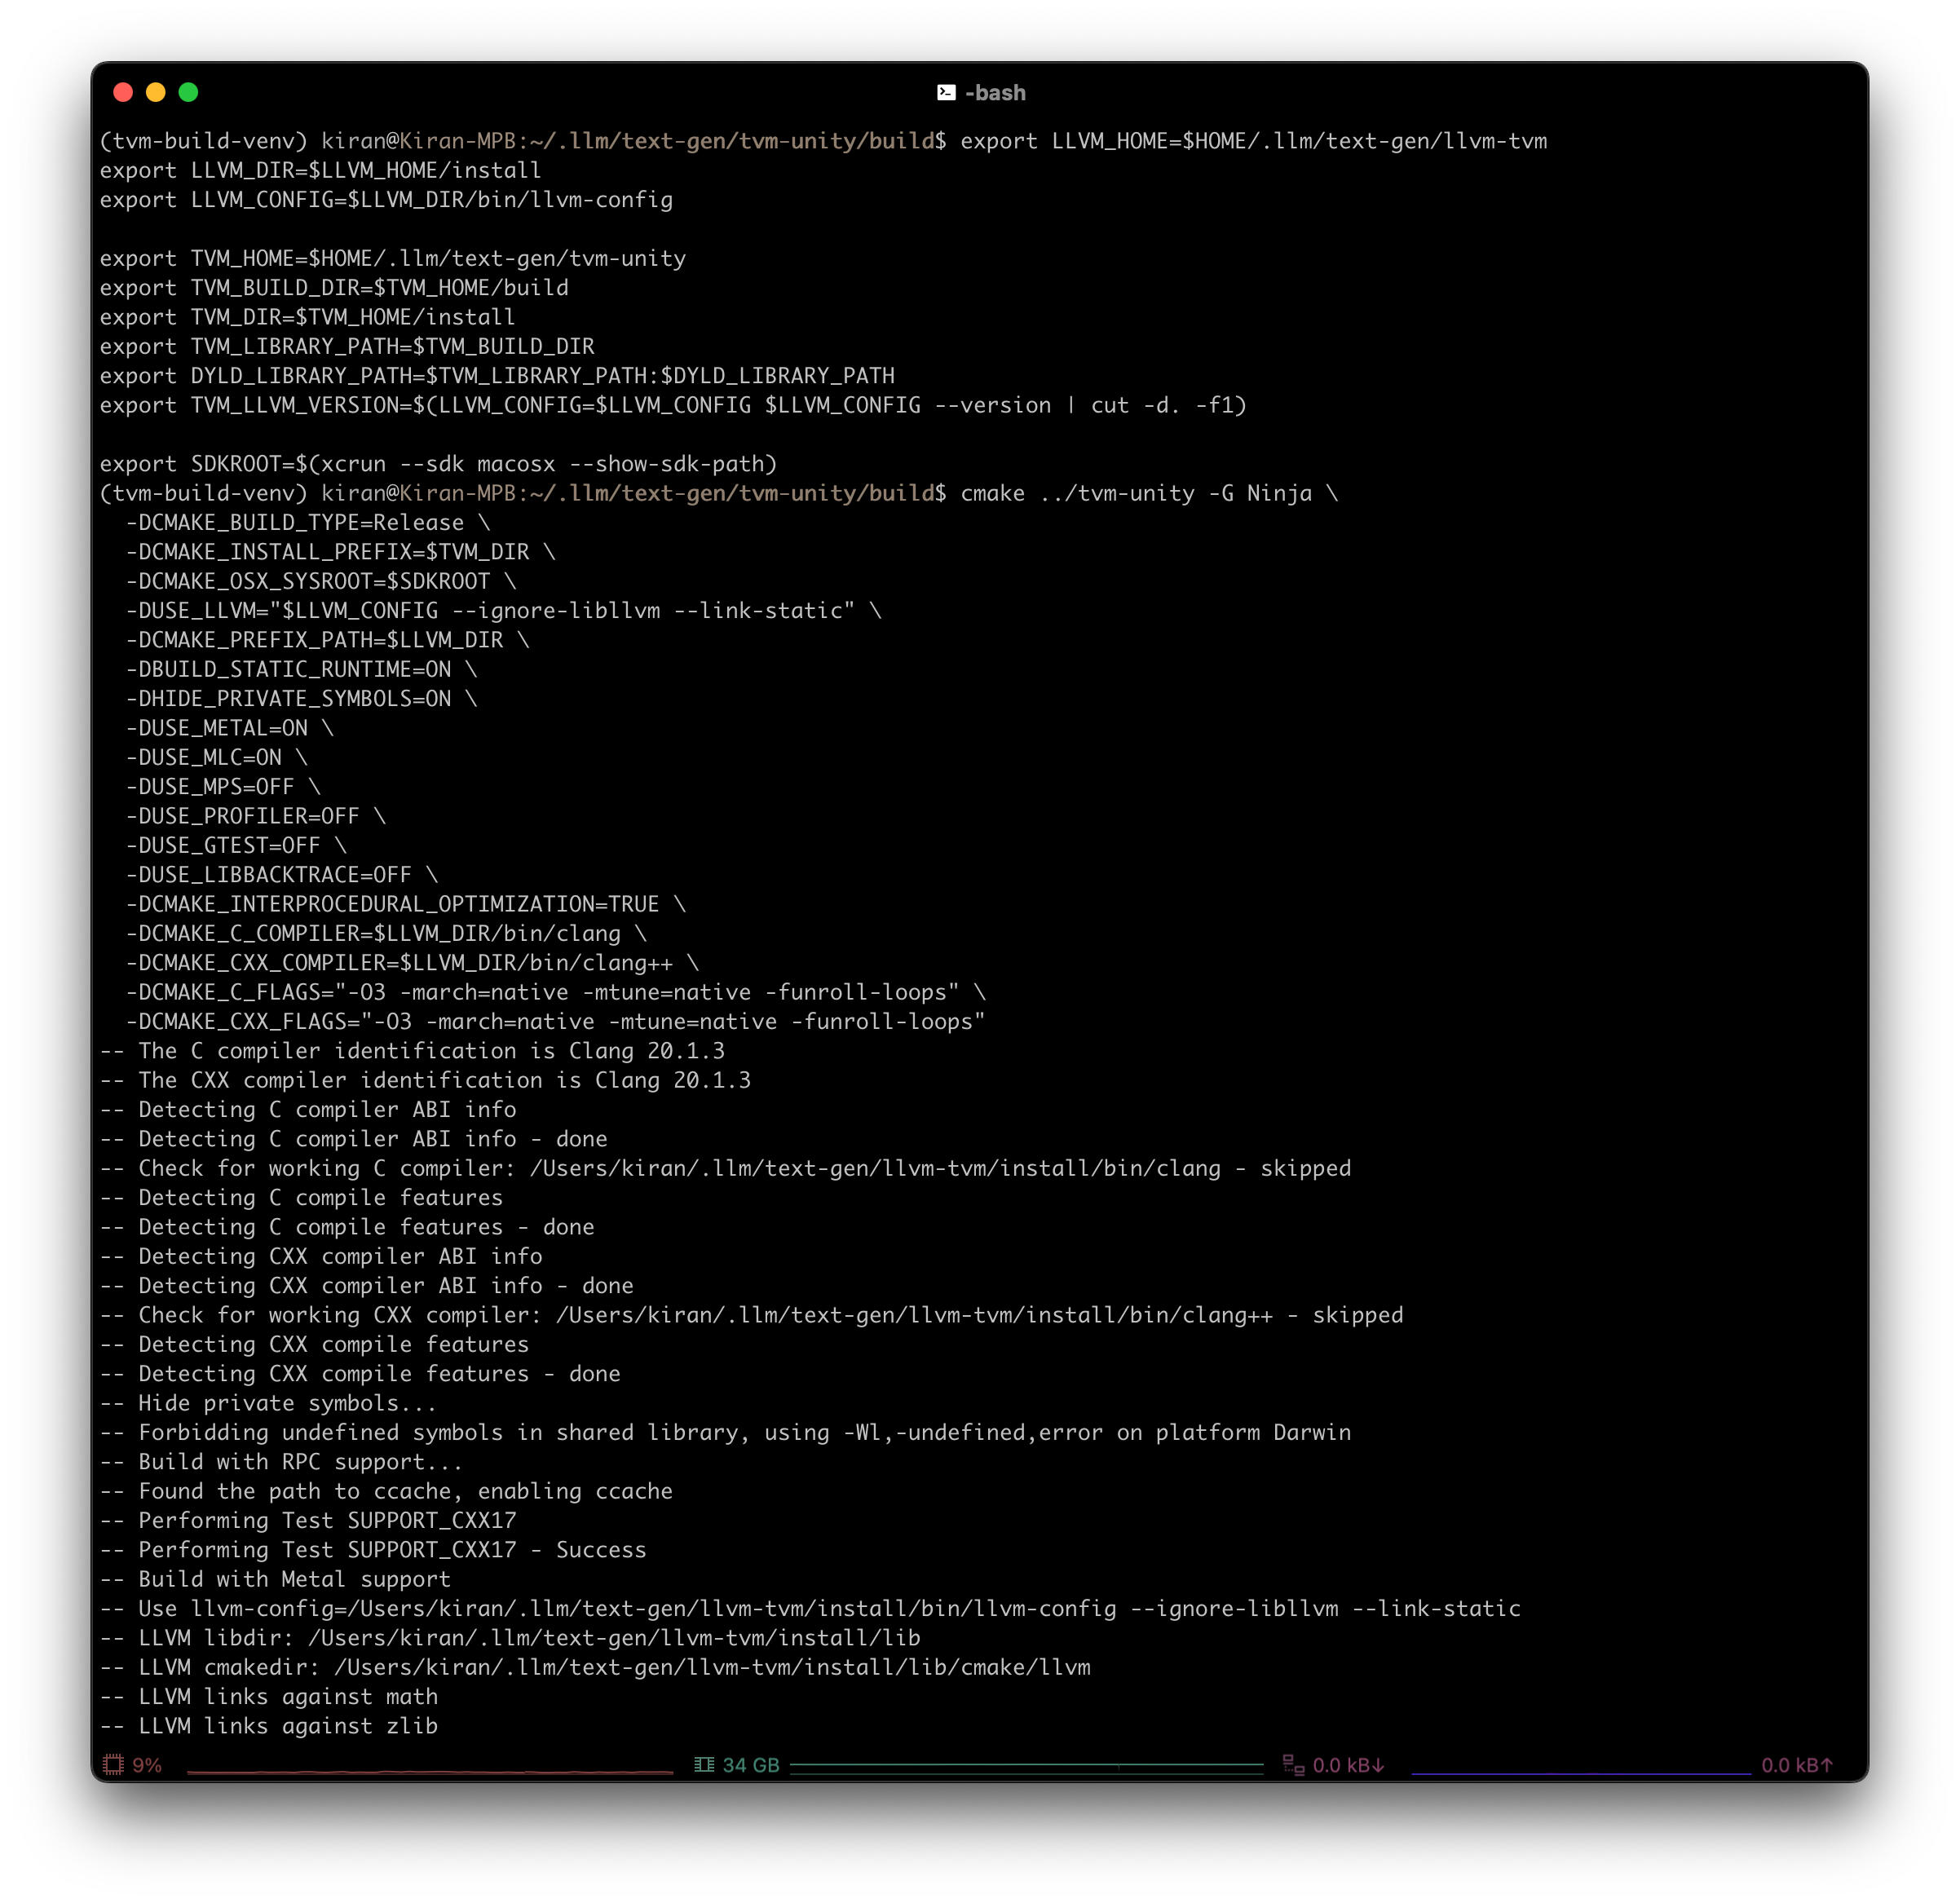 -bash
(tvm-build-venv) kiran@Kiran-MPB:~/.llm/text-gen/tvm-unity/build$ export LLVM_HOME=$HOME/.llm/text-gen/llvm-tvm
export LLVM_DIR=$LLVM_HOME/install
export LLVM_CONFIG=$LLVM_DIR/bin/llvm-config

export TVM_HOME=$HOME/.llm/text-gen/tvm-unity
export TVM_BUILD_DIR=$TVM_HOME/build
export TVM_DIR=$TVM_HOME/install
export TVM_LIBRARY_PATH=$TVM_BUILD_DIR
export DYLD_LIBRARY_PATH=$TVM_LIBRARY_PATH:$DYLD_LIBRARY_PATH
export TVM_LLVM_VERSION=$(LLVM_CONFIG=$LLVM_CONFIG $LLVM_CONFIG --version | cut -d. -f1)

export SDKROOT=$(xcrun --sdk macosx --show-sdk-path)
(tvm-build-venv) kiran@Kiran-MPB:~/.llm/text-gen/tvm-unity/build$ cmake ../tvm-unity -G Ninja \
  -DCMAKE_BUILD_TYPE=Release \
  -DCMAKE_INSTALL_PREFIX=$TVM_DIR \
  -DCMAKE_OSX_SYSROOT=$SDKROOT \
  -DUSE_LLVM="$LLVM_CONFIG --ignore-libllvm --link-static" \
  -DCMAKE_PREFIX_PATH=$LLVM_DIR \
  -DBUILD_STATIC_RUNTIME=ON \
  -DHIDE_PRIVATE_SYMBOLS=ON \
  -DUSE_METAL=ON \
  -DUSE_MLC=ON \
  -DUSE_MPS=OFF \
  -DUSE_PROFILER=OFF \
  -DUSE_GTEST=OFF \
  -DUSE_LIBBACKTRACE=OFF \
  -DCMAKE_INTERPROCEDURAL_OPTIMIZATION=TRUE \
  -DCMAKE_C_COMPILER=$LLVM_DIR/bin/clang \
  -DCMAKE_CXX_COMPILER=$LLVM_DIR/bin/clang++ \
  -DCMAKE_C_FLAGS="-O3 -march=native -mtune=native -funroll-loops" \
  -DCMAKE_CXX_FLAGS="-O3 -march=native -mtune=native -funroll-loops"
-- The C compiler identification is Clang 20.1.3
-- The CXX compiler identification is Clang 20.1.3
-- Detecting C compiler ABI info
-- Detecting C compiler ABI info - done
-- Check for working C compiler: /Users/kiran/.llm/text-gen/llvm-tvm/install/bin/clang - skipped
-- Detecting C compile features
-- Detecting C compile features - done
-- Detecting CXX compiler ABI info
-- Detecting CXX compiler ABI info - done
-- Check for working CXX compiler: /Users/kiran/.llm/text-gen/llvm-tvm/install/bin/clang++ - skipped
-- Detecting CXX compile features
-- Detecting CXX compile features - done
-- Hide private symbols...
-- Forbidding undefined symbols in shared library, using -Wl,-undefined,error on platform Darwin
-- Build with RPC support...
-- Found the path to ccache, enabling ccache
-- Performing Test SUPPORT_CXX17
-- Performing Test SUPPORT_CXX17 - Success
-- Build with Metal support
-- Use llvm-config=/Users/kiran/.llm/text-gen/llvm-tvm/install/bin/llvm-config --ignore-libllvm --link-static
-- LLVM libdir: /Users/kiran/.llm/text-gen/llvm-tvm/install/lib
-- LLVM cmakedir: /Users/kiran/.llm/text-gen/llvm-tvm/install/lib/cmake/llvm
-- LLVM links against math
-- LLVM links against zlib
9% 34 GB 0.0 kB↓ 0.0 kB↑